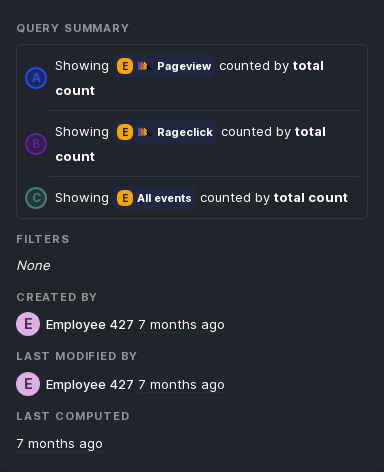 QUERY SUMMARY
A Showing E Pageview counted by total
count
B Showing E Rageclick counted by total
count
C Showing E All events counted by total count
FILTERS
None
CREATED BY
E Employee 427 7 months ago
LAST MODIFIED BY
E Employee 427 7 months ago
LAST COMPUTED
7 months ago